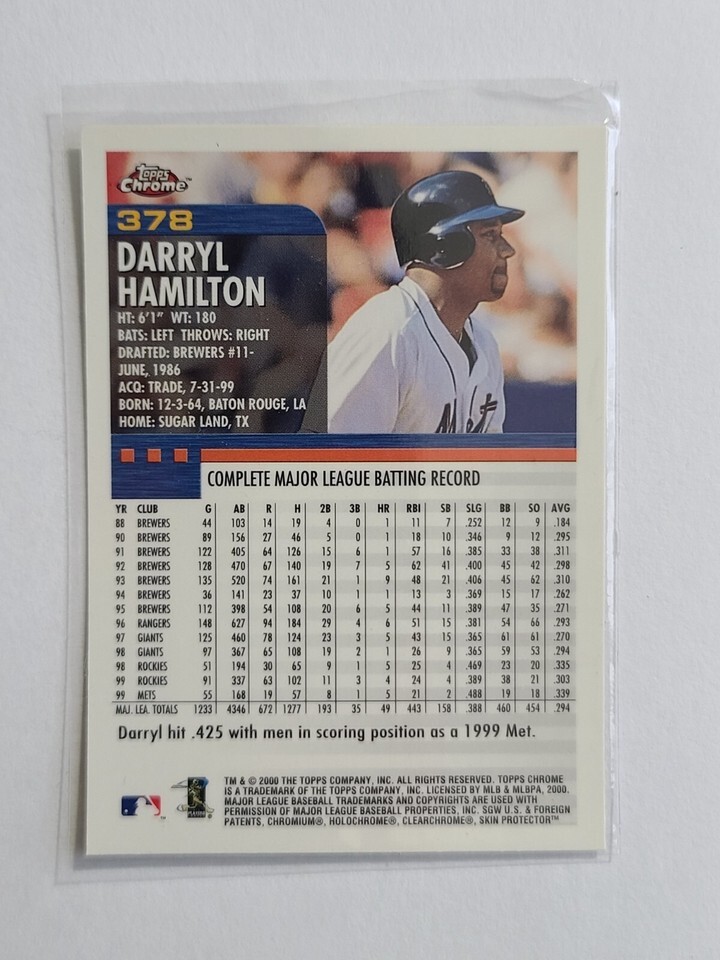 Topps
Chrome™
378
DARRYL
HAMILTON
HT: 6'1" WT: 180
BATS: LEFT THROWS: RIGHT
DRAFTED: BREWERS #11-
JUNE, 1986
ACQ: TRADE, 7-31-99
BORN: 12-3-64, BATON ROUGE, LA
HOME: SUGAR LAND, TX
Mets
COMPLETE MAJOR LEAGUE BATTING RECORD
YR CLUB G AB R H 2B 3B HR RBI SB SLG BB SO AVG
88 BREWERS 44 103 14 19 4 0 1 11 7 .252 12 9 .184
90 BREWERS 89 156 27 46 5 0 1 18 10 .346 9 12 .295
91 BREWERS 122 405 64 126 15 6 1 57 16 .385 33 38 .311
92 BREWERS 128 470 67 140 19 7 5 62 41 .400 45 42 .298
93 BREWERS 135 520 74 161 21 1 9 48 21 .406 45 62 .310
94 BREWERS 36 141 23 37 10 1 1 13 3 .369 15 17 .262
95 BREWERS 112 398 54 108 20 6 5 44 11 .389 47 35 .271
96 RANGERS 148 627 94 184 29 4 6 51 15 .381 54 66 .293
97 GIANTS 125 460 78 124 23 3 5 43 15 .365 61 61 .270
98 GIANTS 97 367 65 108 19 2 1 26 9 .365 59 53 .294
98 ROCKIES 51 194 30 65 9 1 5 25 4 .469 23 20 .335
99 ROCKIES 91 337 63 102 11 3 4 24 4 .389 38 21 .303
99 METS 55 168 19 57 8 1 5 21 2 .488 19 18 .339
MAJ. LEA. TOTALS 1233 4346 672 1277 193 35 49 443 158 .388 460 454 .294
Darryl hit .425 with men in scoring position as a 1999 Met.
TM & © 2000 THE TOPPS COMPANY, INC. ALL RIGHTS RESERVED. TOPPS CHROME
IS A TRADEMARK OF THE TOPPS COMPANY, INC. LICENSED BY MLB & MLBPA, 2000.
MAJOR LEAGUE BASEBALL TRADEMARKS AND COPYRIGHTS ARE USED WITH
PERMISSION OF MAJOR LEAGUE BASEBALL PROPERTIES, INC. SGW U.S. & FOREIGN
PATENTS, CHROMIUM®, HOLOCHROME®, CLEARCHROME®, SKIN PROTECTOR™